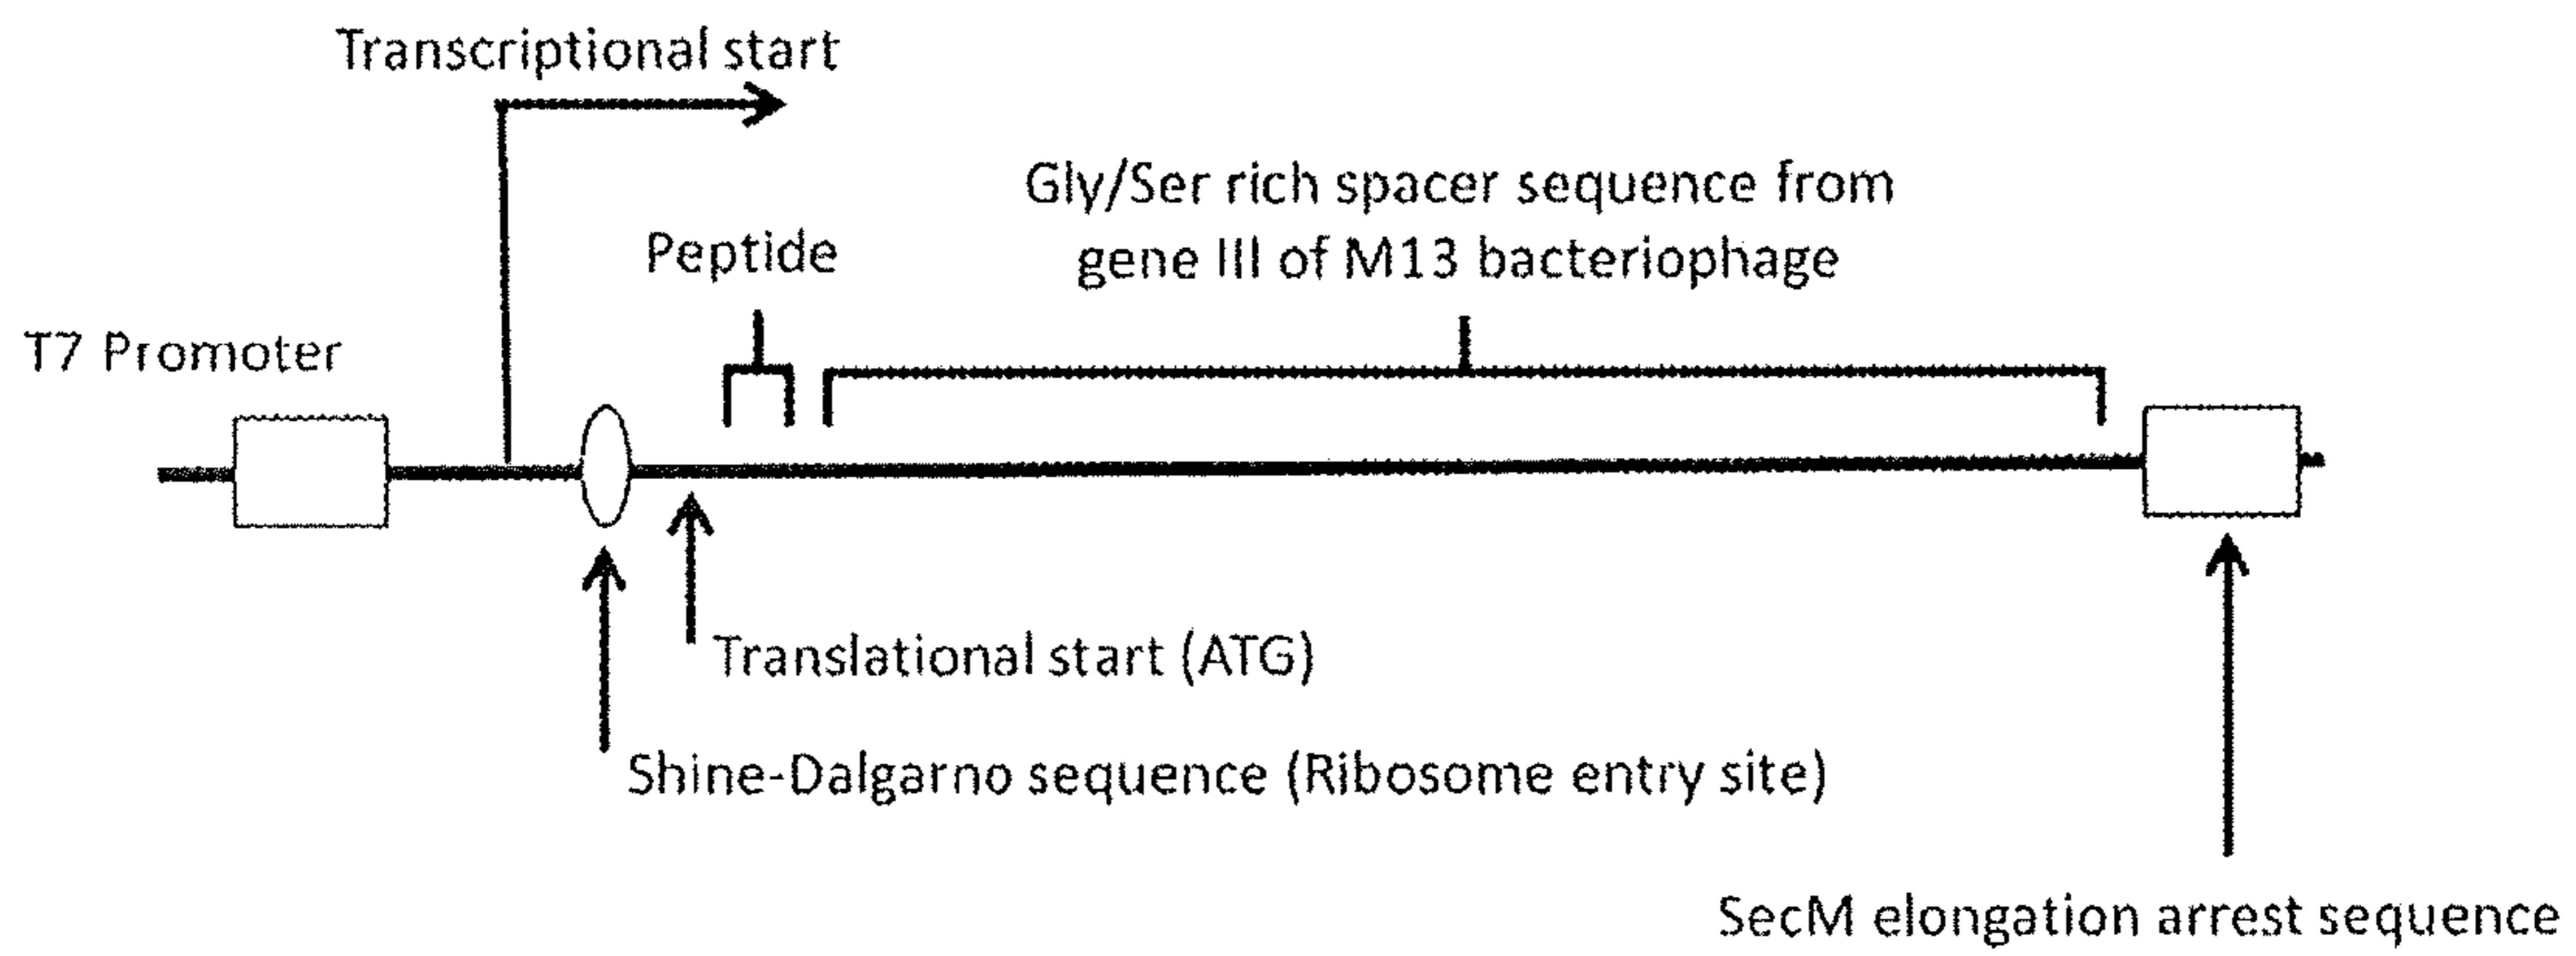 Transcriptional start
Gly/Ser rich spacer sequence from
gene III of M13 bacteriophage
Peptide
T7 Promoter
Translational start (ATG)
Shine-Dalgarno sequence (Ribosome entry site)
SecM elongation arrest sequence